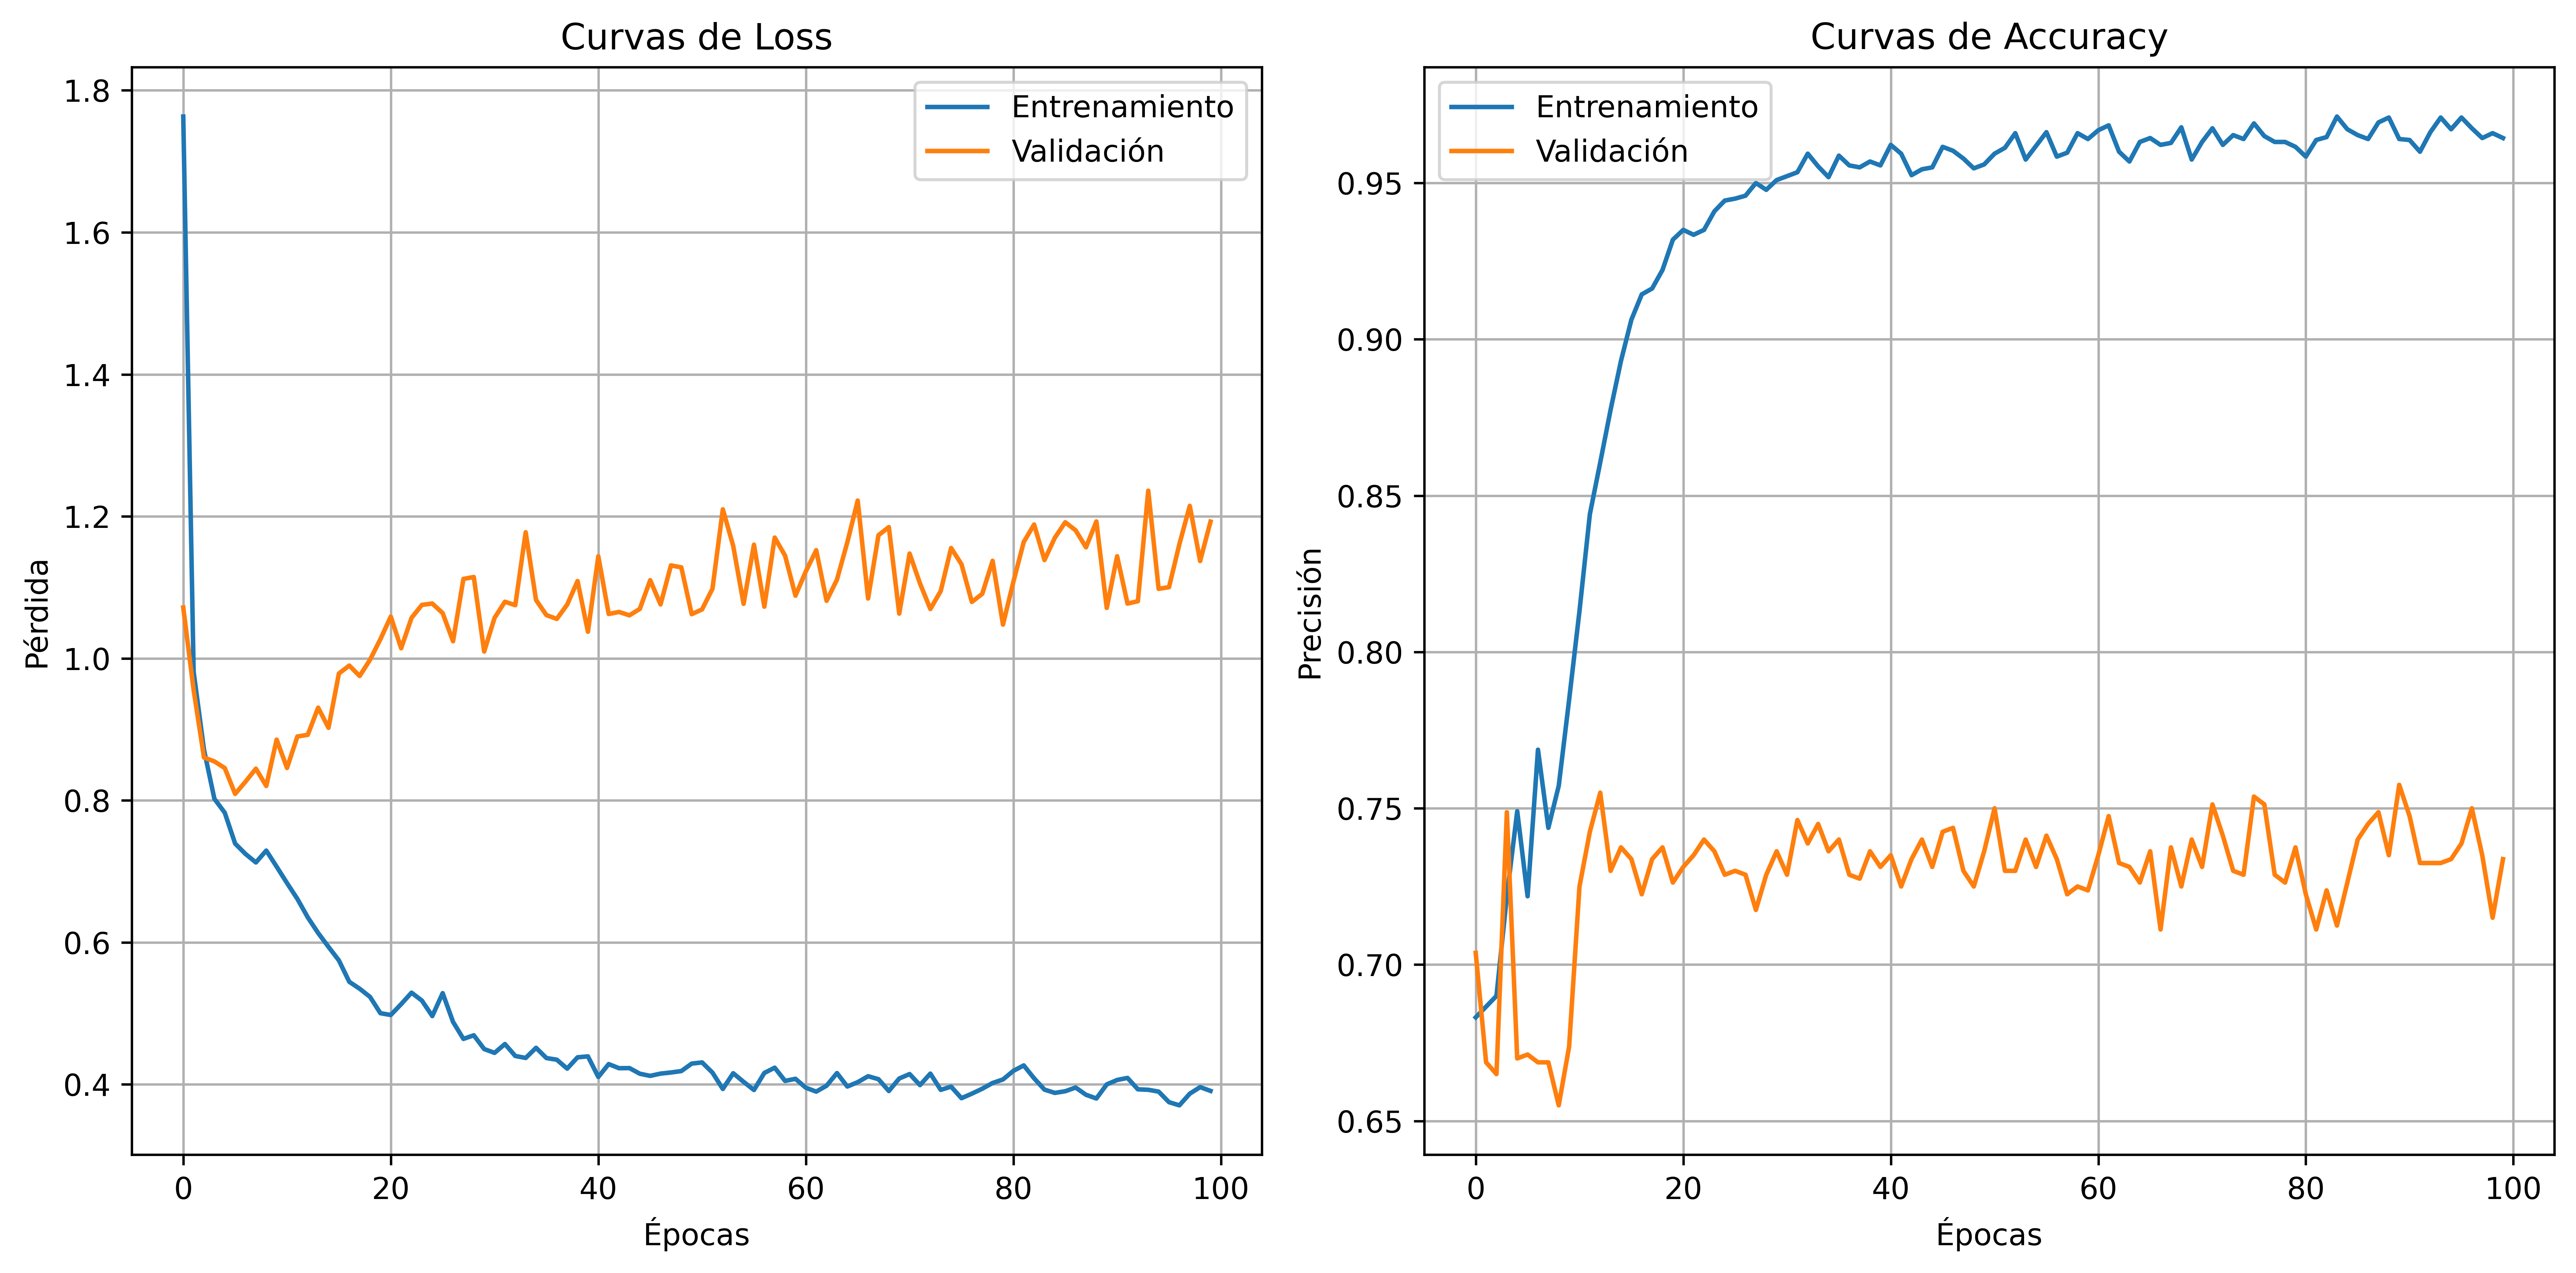 Curvas de Loss
Pérdida
1.8
1.6
1.4
1.2
1.0
0.8
0.6
0.4
Entrenamiento
Validación
0 20 40 60 80 100
Épocas
Curvas de Accuracy
Precisión
0.95
0.90
0.85
0.80
0.75
0.70
0.65
Entrenamiento
Validación
0 20 40 60 80 100
Épocas